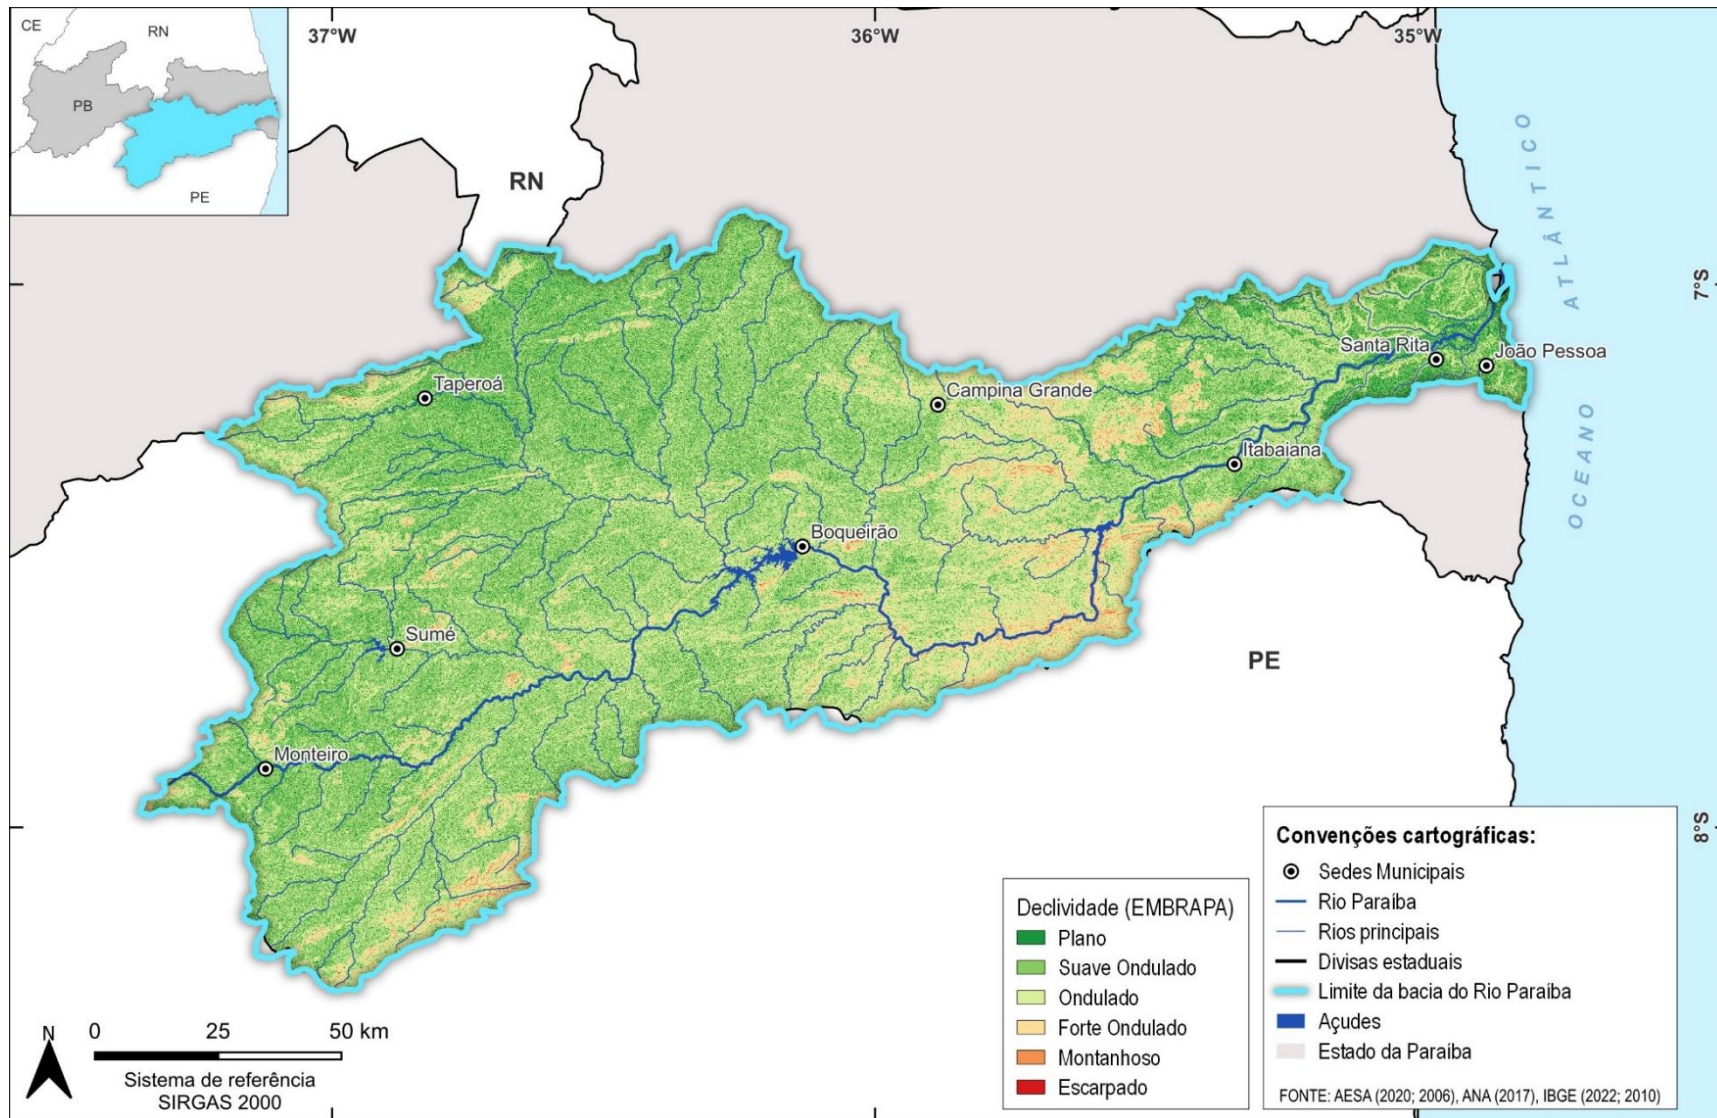 CE
RN
PB
PE
37°W
36°W
35°W
RN
OCEANO ATLÂNTICO
7°S
Santa Rita
João Pessoa
Taperoá
Campina Grande
Itabaiana
Boqueirão
Sumé
PE
Monteiro
8°S
Declividade (EMBRAPA)
Plano
Suave Ondulado
Ondulado
Forte Ondulado
Montanhoso
Escarpado
Convenções cartográficas:
Sedes Municipais
Rio Paraíba
Rios principais
Divisas estaduais
Limite da bacia do Rio Paraíba
Açudes
Estado da Paraíba
FONTE: AESA (2020; 2006), ANA (2017), IBGE (2022; 2010)
N
0 25 50 km
Sistema de referência
SIRGAS 2000